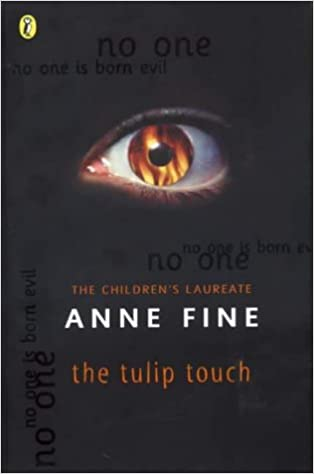 no one
no one is born evil
no one is born evil
no one
THE CHILDREN'S LAUREATE
ANNE FINE
the tulip touch
no one is born evil
no one